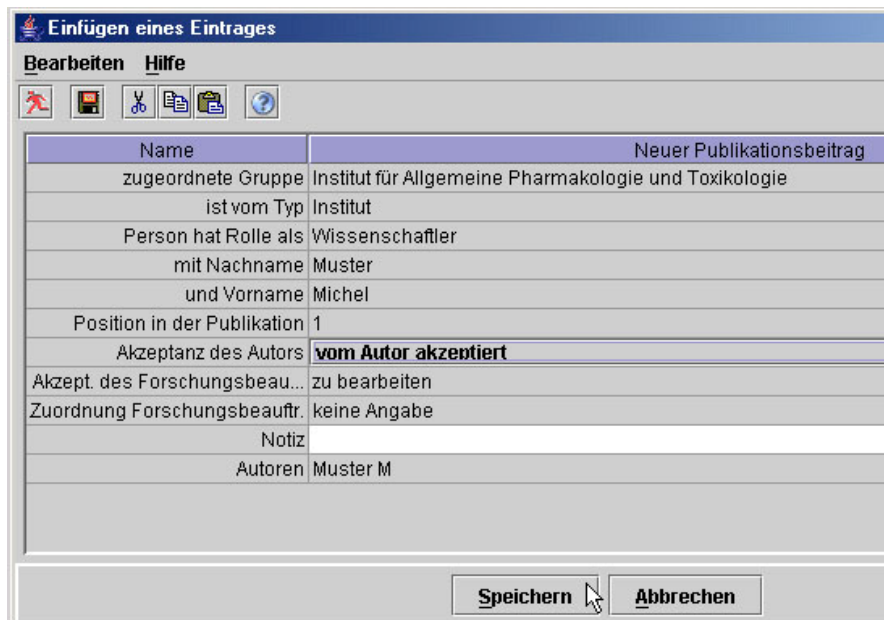 Einfügen eines Eintrages
Bearbeiten Hilfe
Name Neuer Publikationsbeitrag
zugeordnete Gruppe Institut für Allgemeine Pharmakologie und Toxikologie
ist vom Typ Institut
Person hat Rolle als Wissenschaftler
mit Nachname Muster
und Vorname Michel
Position in der Publikation 1
Akzeptanz des Autors vom Autor akzeptiert
Akzept. des Forschungsbeau... zu bearbeiten
Zuordnung Forschungsbeauftr. keine Angabe
Notiz
Autoren Muster M
Speichern Abbrechen